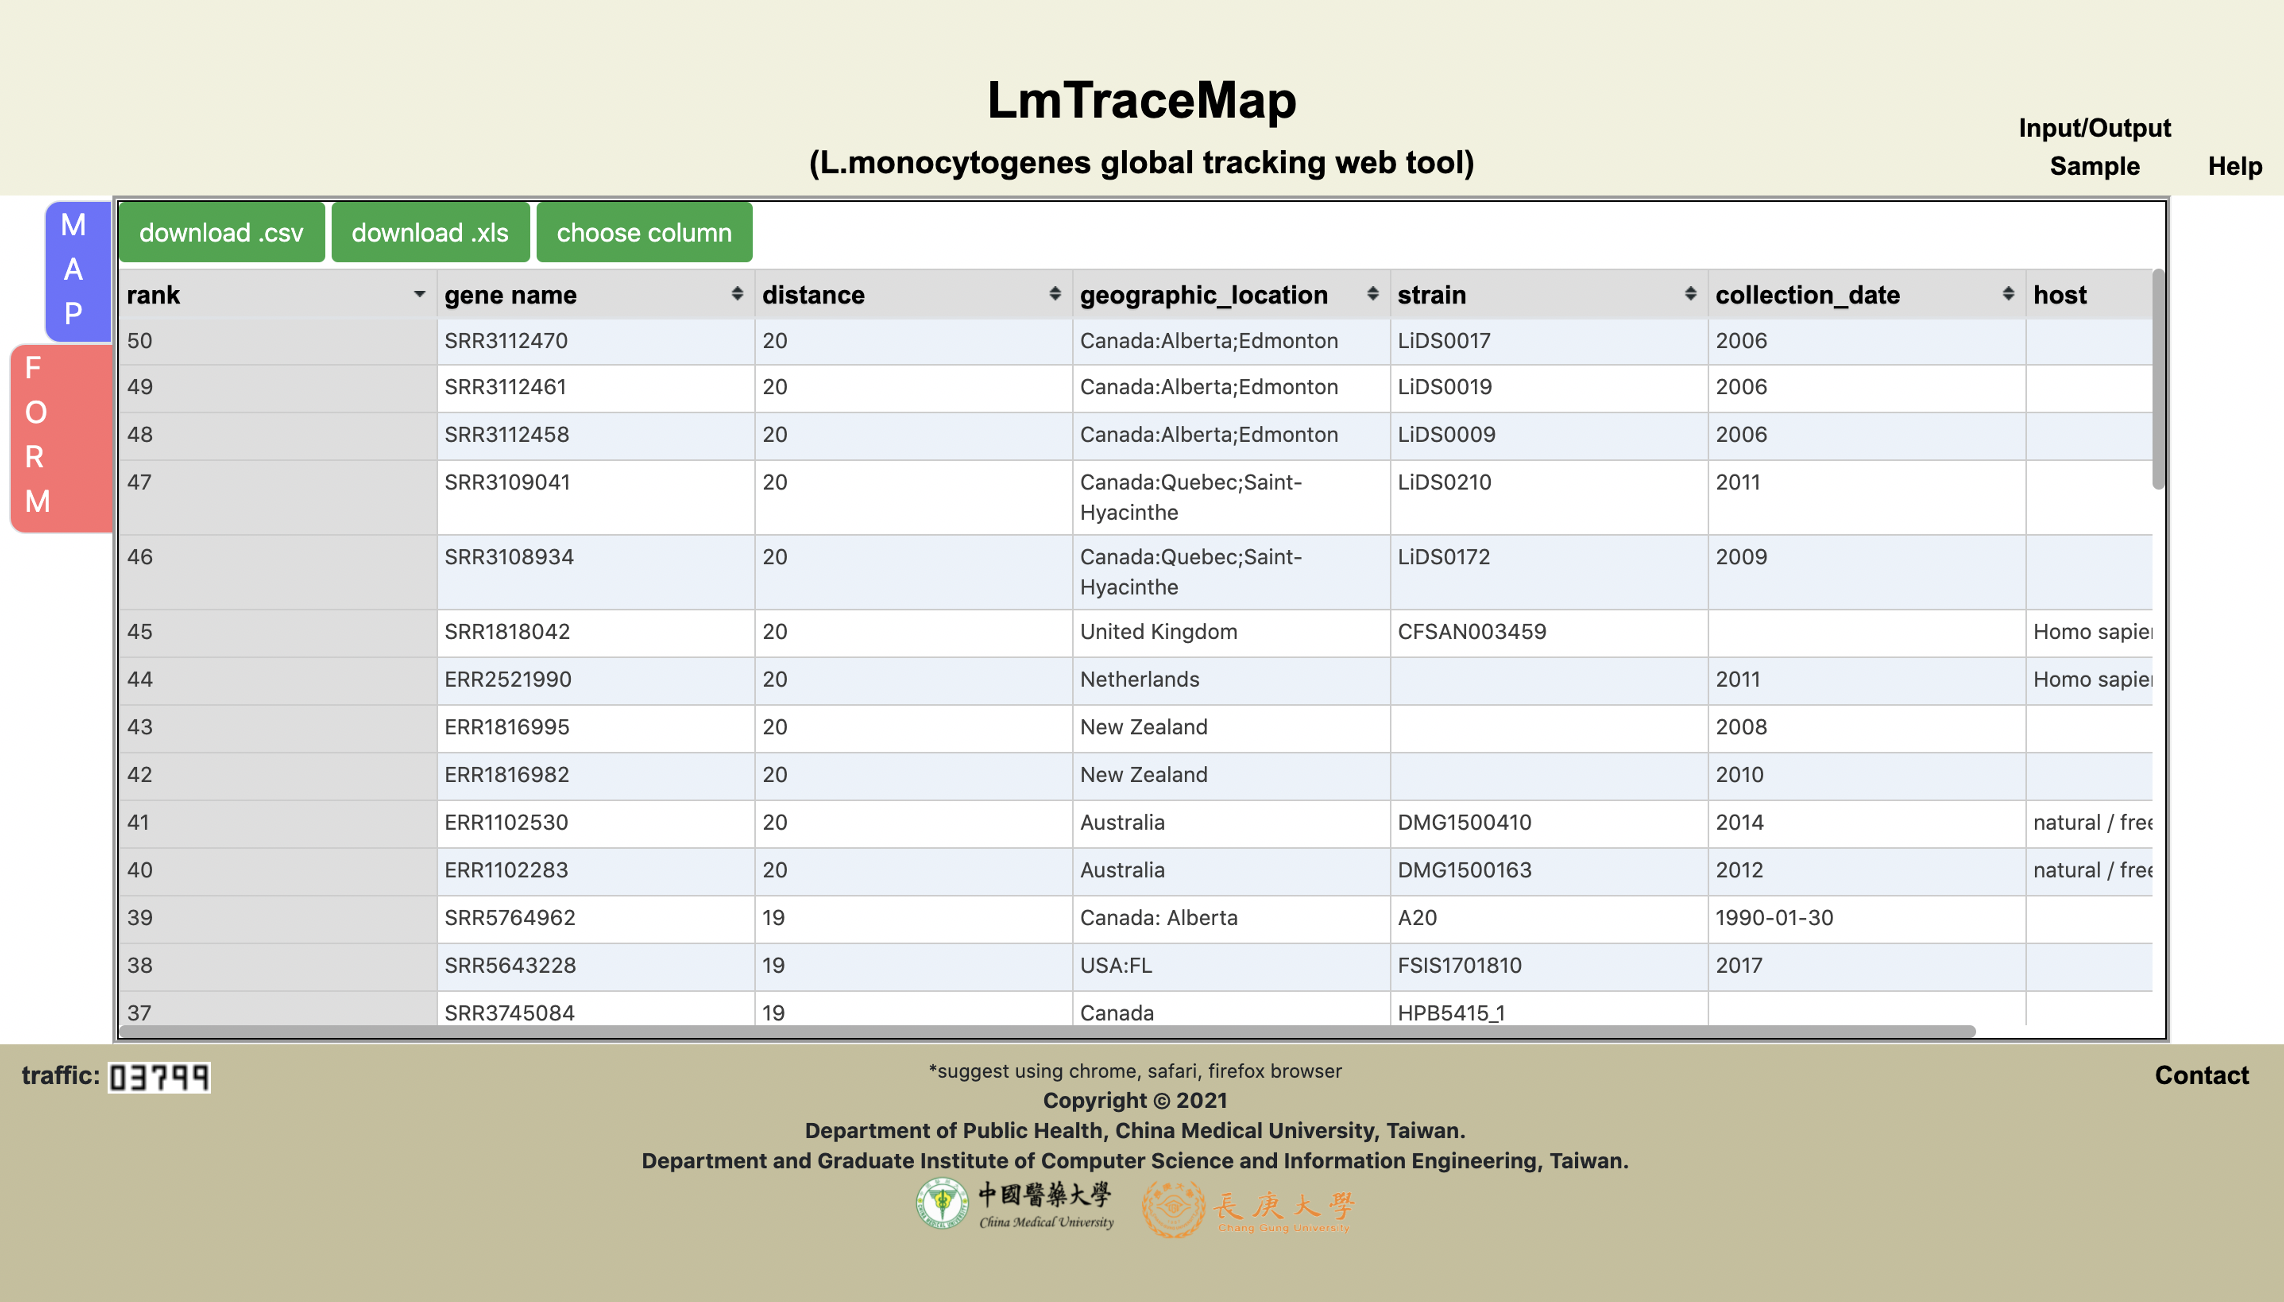 LmTraceMap
(L.monocytogenes global tracking web tool)
Input/Output
Sample
Help
M
A
P
F
O
R
M
download .csv download .xls choose column
rank gene name distance geographic_location strain collection_date host
50 SRR3112470 20 Canada:Alberta;Edmonton LiDS0017 2006
49 SRR3112461 20 Canada:Alberta;Edmonton LiDS0019 2006
48 SRR3112458 20 Canada:Alberta;Edmonton LiDS0009 2006
47 SRR3109041 20 Canada:Quebec;Saint- LiDS0210 2011
Hyacinthe
46 SRR3108934 20 Canada:Quebec;Saint- LiDS0172 2009
Hyacinthe
45 SRR1818042 20 United Kingdom CFSAN003459 Homo sapie
44 ERR2521990 20 Netherlands 2011 Homo sapie
43 ERR1816995 20 New Zealand 2008
42 ERR1816982 20 New Zealand 2010
41 ERR1102530 20 Australia DMG1500410 2014 natural / free
40 ERR1102283 20 Australia DMG1500163 2012 natural / free
39 SRR5764962 19 Canada: Alberta A20 1990-01-30
38 SRR5643228 19 USA:FL FSIS1701810 2017
37 SRR3745084 19 Canada HPB5415_1
traffic: 03799
*suggest using chrome, safari, firefox browser
Contact
Copyright © 2021
Department of Public Health, China Medical University, Taiwan.
Department and Graduate Institute of Computer Science and Information Engineering, Taiwan.
中國醫藥大學
China Medical University
長庚大學
Chang Gung University